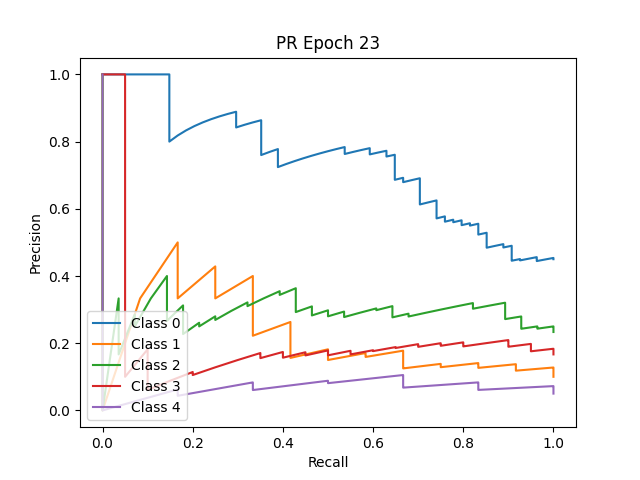 PR Epoch 23
1.0
0.8
0.6
0.4
0.2
0.0
Precision
Class 0
Class 1
Class 2
Class 3
Class 4
0.0 0.2 0.4 0.6 0.8 1.0
Recall